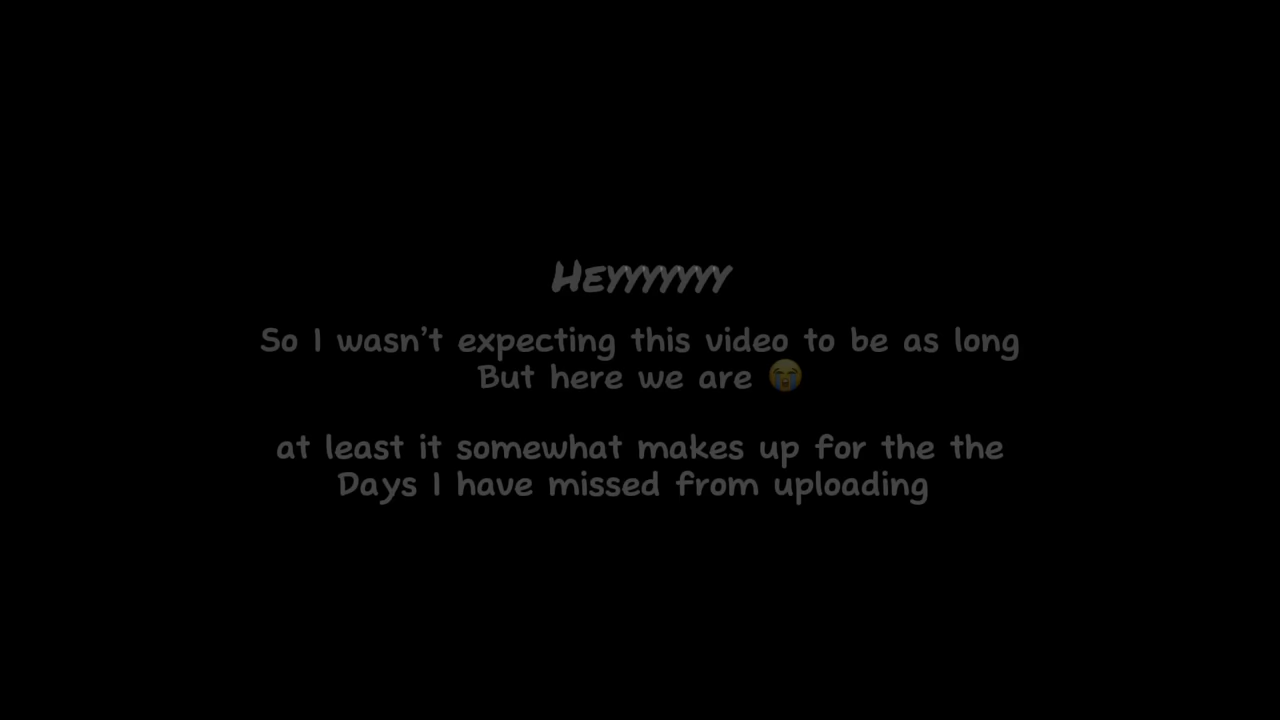 HEYYYYYYY
So I wasn’t expecting this video to be as long
But here we are 😭
at least it somewhat makes up for the the
Days I have missed from uploading